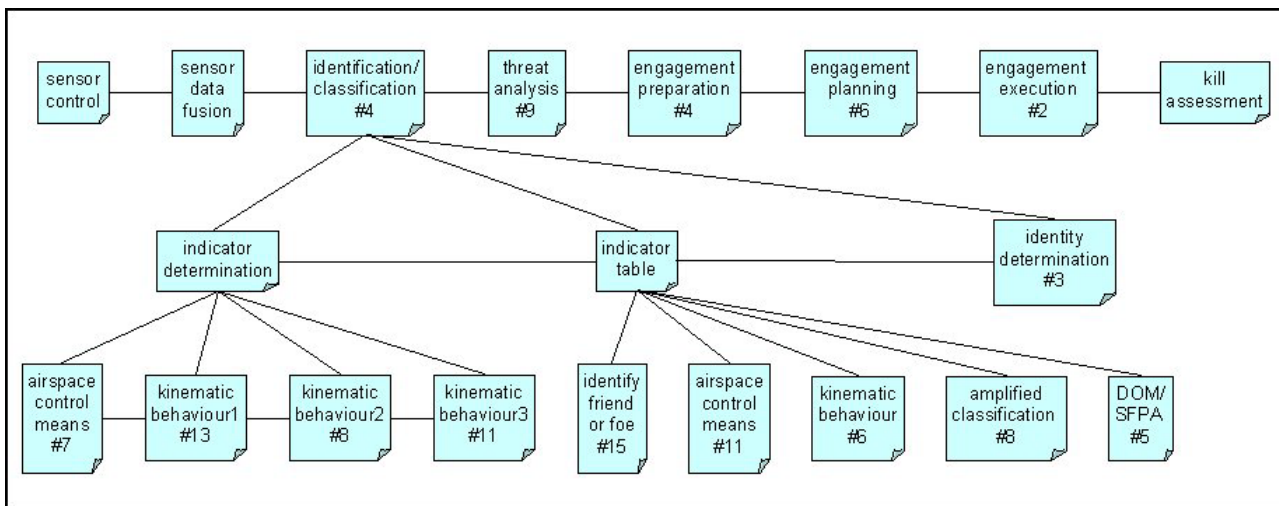 sensor
control
sensor
data
fusion
identification/
classification
#4
threat
analysis
#9
engagement
preparation
#4
engagement
planning
#6
engagement
execution
#2
kill
assessment
indicator
determination
indicator
table
identity
determination
#3
airspace
control
means
#7
kinematic
behaviour1
#13
kinematic
behaviour2
#8
kinematic
behaviour3
#11
identify
friend
or foe
#15
airspace
control
means
#11
kinematic
behaviour
#6
amplified
classification
#8
DOM/
SFPA
#5